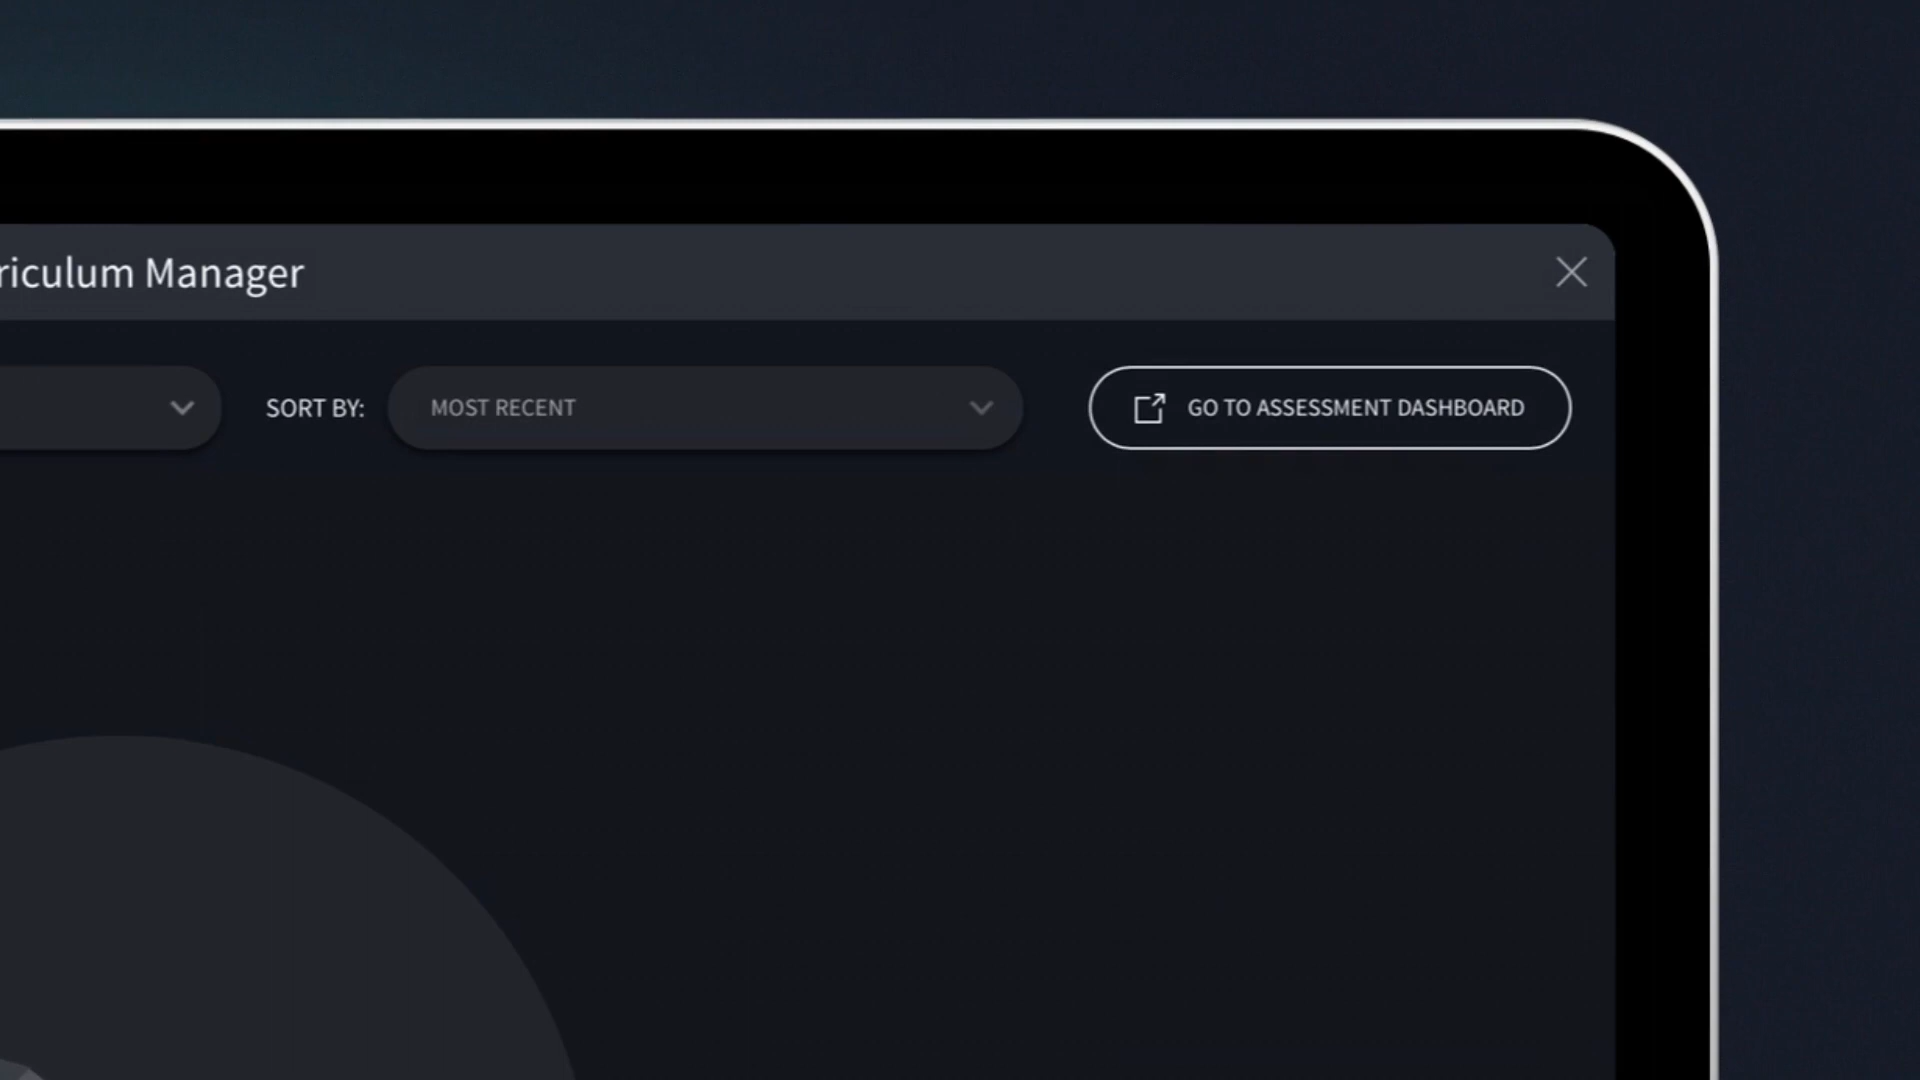 riculum Manager
SORT BY:
MOST RECENT
GO TO ASSESSMENT DASHBOARD